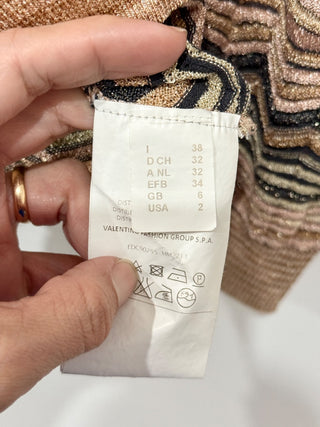 I 38
D CH 32
A NL 32
EFB 34
GB 6
USA 2
VALENTINO FASHION GROUP S.P.A.